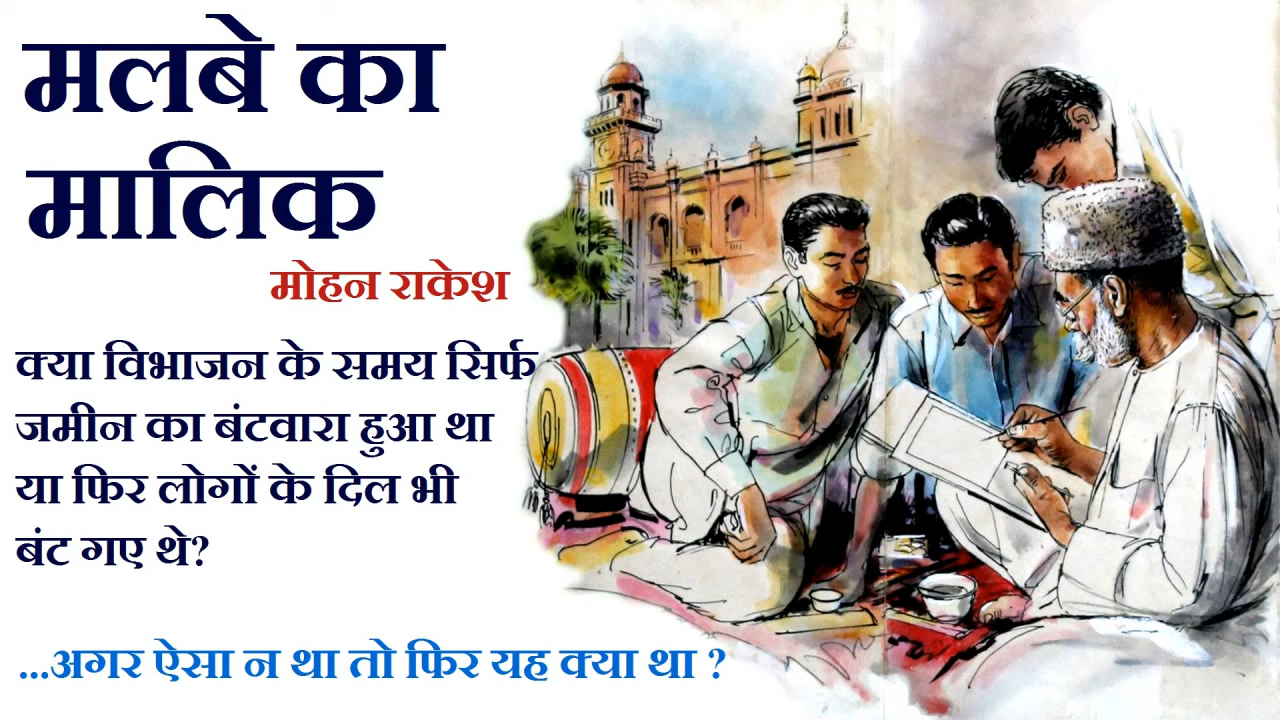 मलबे का
मालिक
मोहन राकेश
क्या विभाजन के समय सिर्फ
जमीन का बंटवारा हुआ था
या फिर लोगों के दिल भी
बंट गए थे?
...अगर ऐसा न था तो फिर यह क्या था ?